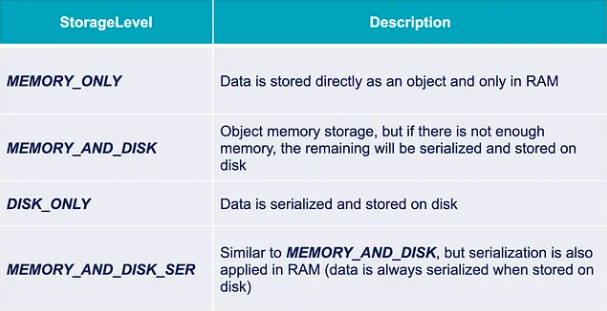 StorageLevel Description
MEMORY_ONLY Data is stored directly as an object and only in RAM
Object memory storage, but if there is not enough
MEMORY_AND_DISK memory, the remaining will be serialized and stored on
disk
DISK_ONLY Data is serialized and stored on disk
Similar to MEMORY_AND_DISK, but serialization is also
MEMORY_AND_DISK_SER applied in RAM (data is always serialized when stored on
disk)